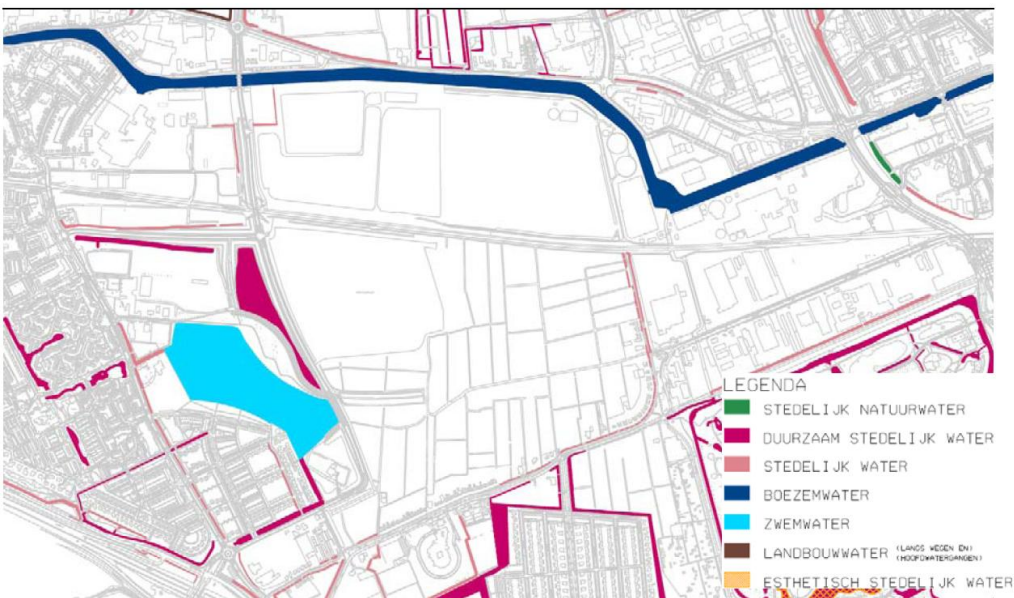 LEGENDA
STEDELIJK NATUURWATER
DUURZAAM STEDELIJK WATER
STEDELIJK WATER
BOEZEMWATER
ZWEMWATER
LANDBOUWWATER (LANGS WEGEN EN)
(HOOFDWATERGANGEN)
ESTHETISCH STEDELIJK WATER